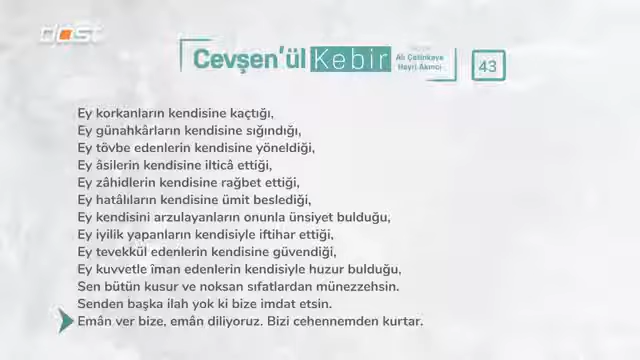 dost
Cevşen'ül Kebir
Ali Çetinkaya
Hayri Akıncı
43
Ey korkanların kendisine kaçtığı,
Ey günahkârların kendisine sığındığı,
Ey tövbe edenlerin kendisine yöneldiği,
Ey âsilerin kendisine ilticâ ettiği,
Ey zâhidlerin kendisine rağbet ettiği,
Ey hatâlıların kendisine ümit beslediği,
Ey kendisini arzulayanların onunla ünsiyet bulduğu,
Ey iyilik yapanların kendisiyle iftihar ettiği,
Ey tevekkül edenlerin kendisine güvendiği,
Ey kuvvetle îman edenlerin kendisiyle huzur bulduğu,
Sen bütün kusur ve noksan sıfatlardan münezzehsin.
Senden başka ilah yok ki bize imdat etsin.
Emân ver bize, emân diliyoruz. Bizi cehennemden kurtar.